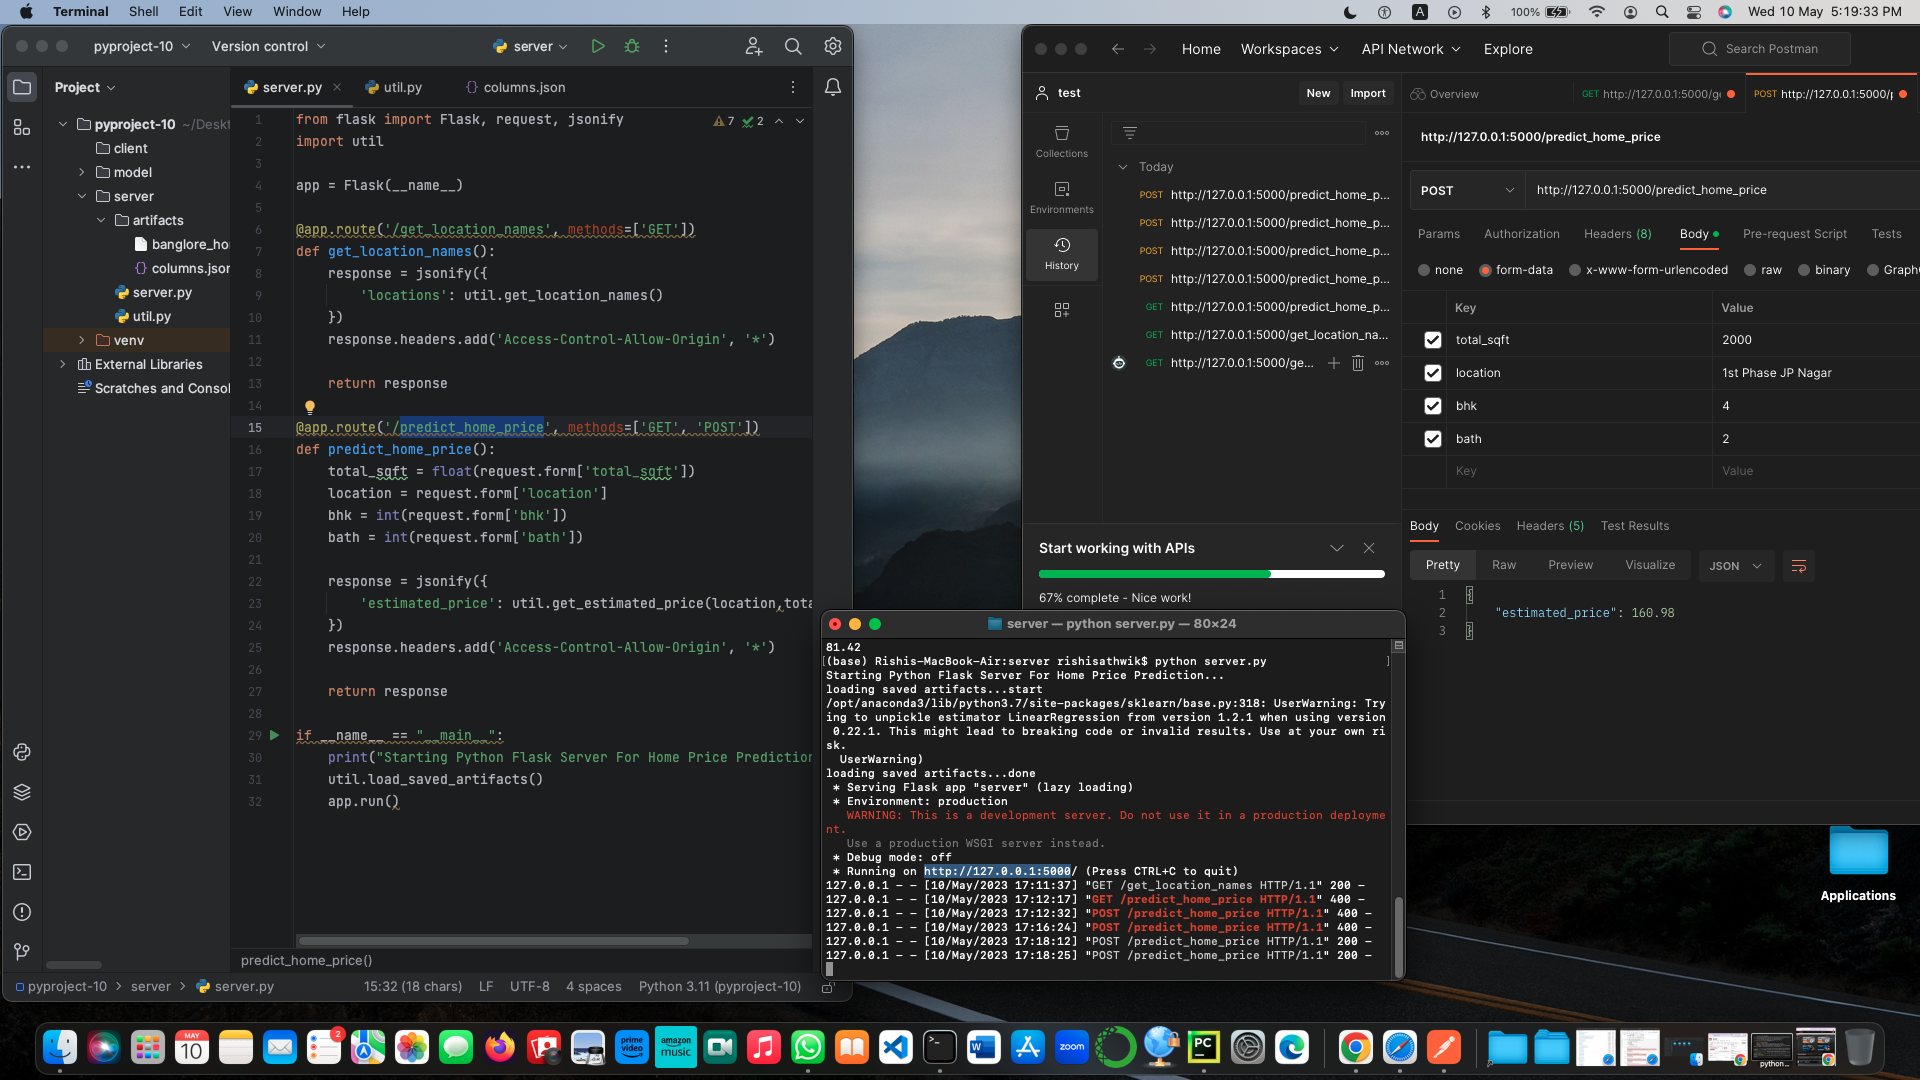 Terminal Shell Edit View Window Help
A 100% Wed 10 May 5:19:33 PM
pyproject-10 Version control server
Project
pyproject-10 ~/Deskt
client
model
server
artifacts
banglore_ho
columns.json
server.py
util.py
venv
External Libraries
Scratches and Consol
server.py util.py columns.json
7 2
1 from flask import Flask, request, jsonify
2 import util
3
4 app = Flask(__name__)
5
6 @app.route('/get_location_names', methods=['GET'])
7 def get_location_names():
8 response = jsonify({
9 'locations': util.get_location_names()
10 })
11 response.headers.add('Access-Control-Allow-Origin', '*')
12
13 return response
14
15 @app.route('/predict_home_price', methods=['GET', 'POST'])
16 def predict_home_price():
17 total_sqft = float(request.form['total_sqft'])
18 location = request.form['location']
19 bhk = int(request.form['bhk'])
20 bath = int(request.form['bath'])
21
22 response = jsonify({
23 'estimated_price': util.get_estimated_price(location,tota
24 })
25 response.headers.add('Access-Control-Allow-Origin', '*')
26
27 return response
28
29 if __name__ == "__main__":
30 print("Starting Python Flask Server For Home Price Prediction
31 util.load_saved_artifacts()
32 app.run()
predict_home_price()
pyproject-10 > server > server.py 15:32 (18 chars) LF UTF-8 4 spaces Python 3.11 (pyproject-10)
Home Workspaces API Network Explore Search Postman
test New Import
Collections
Environments
History
Today
POST http://127.0.0.1:5000/predict_home_p...
POST http://127.0.0.1:5000/predict_home_p...
POST http://127.0.0.1:5000/predict_home_p...
POST http://127.0.0.1:5000/predict_home_p...
GET http://127.0.0.1:5000/predict_home_p...
GET http://127.0.0.1:5000/get_location_na...
GET http://127.0.0.1:5000/ge...
Start working with APIs
67% complete - Nice work!
Overview GET http://127.0.0.1:5000/g POST http://127.0.0.1:5000/p
http://127.0.0.1:5000/predict_home_price
POST http://127.0.0.1:5000/predict_home_price
Params Authorization Headers (8) Body Pre-request Script Tests
none form-data x-www-form-urlencoded raw binary Graph
Key Value
total_sqft 2000
location 1st Phase JP Nagar
bhk 4
bath 2
Key Value
Body Cookies Headers (5) Test Results
Pretty Raw Preview Visualize JSON
1 {
2 "estimated_price": 160.98
3 }
server — python server.py — 80×24
81.42
(base) Rishis-MacBook-Air:server rishisathwik$ python server.py
Starting Python Flask Server For Home Price Prediction...
loading saved artifacts...start
/opt/anaconda3/lib/python3.7/site-packages/sklearn/base.py:318: UserWarning: Try
ing to unpickle estimator LinearRegression from version 1.2.1 when using version
0.22.1. This might lead to breaking code or invalid results. Use at your own ri
sk.
UserWarning)
loading saved artifacts...done
* Serving Flask app "server" (lazy loading)
* Environment: production
WARNING: This is a development server. Do not use it in a production deployme
nt.
Use a production WSGI server instead.
* Debug mode: off
* Running on http://127.0.0.1:5000/ (Press CTRL+C to quit)
127.0.0.1 - - [10/May/2023 17:11:37] "GET /get_location_names HTTP/1.1" 200 -
127.0.0.1 - - [10/May/2023 17:12:17] "GET /predict_home_price HTTP/1.1" 400 -
127.0.0.1 - - [10/May/2023 17:12:32] "POST /predict_home_price HTTP/1.1" 400 -
127.0.0.1 - - [10/May/2023 17:16:24] "POST /predict_home_price HTTP/1.1" 400 -
127.0.0.1 - - [10/May/2023 17:18:12] "POST /predict_home_price HTTP/1.1" 200 -
127.0.0.1 - - [10/May/2023 17:18:25] "POST /predict_home_price HTTP/1.1" 200 -
Applications
MAY
10
2
prime video
amazon music
W
zoom
PC
python...